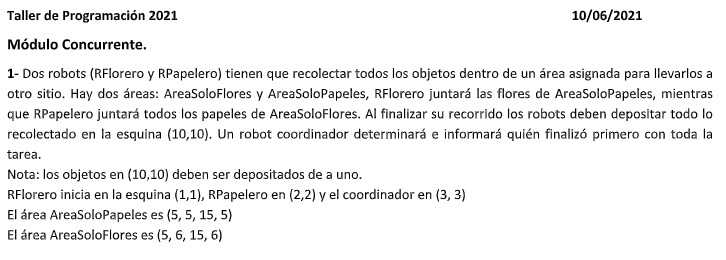 Taller de Programación 2021 10/06/2021
Módulo Concurrente.
1- Dos robots (RFlorero y RPapelero) tienen que recolectar todos los objetos dentro de un área asignada para llevarlos a
otro sitio. Hay dos áreas: AreaSoloFlores y AreaSoloPapeles, RFlorero juntará las flores de AreaSoloPapeles, mientras
que RPapelero juntará todos los papeles de AreaSoloFlores. Al finalizar su recorrido los robots deben depositar todo lo
recolectado en la esquina (10,10). Un robot coordinador determinará e informará quién finalizó primero con toda la
tarea.
Nota: los objetos en (10,10) deben ser depositados de a uno.
RFlorero inicia en la esquina (1,1), RPapelero en (2,2) y el coordinador en (3, 3)
El área AreaSoloPapeles es (5, 5, 15, 5)
El área AreaSoloFlores es (5, 6, 15, 6)